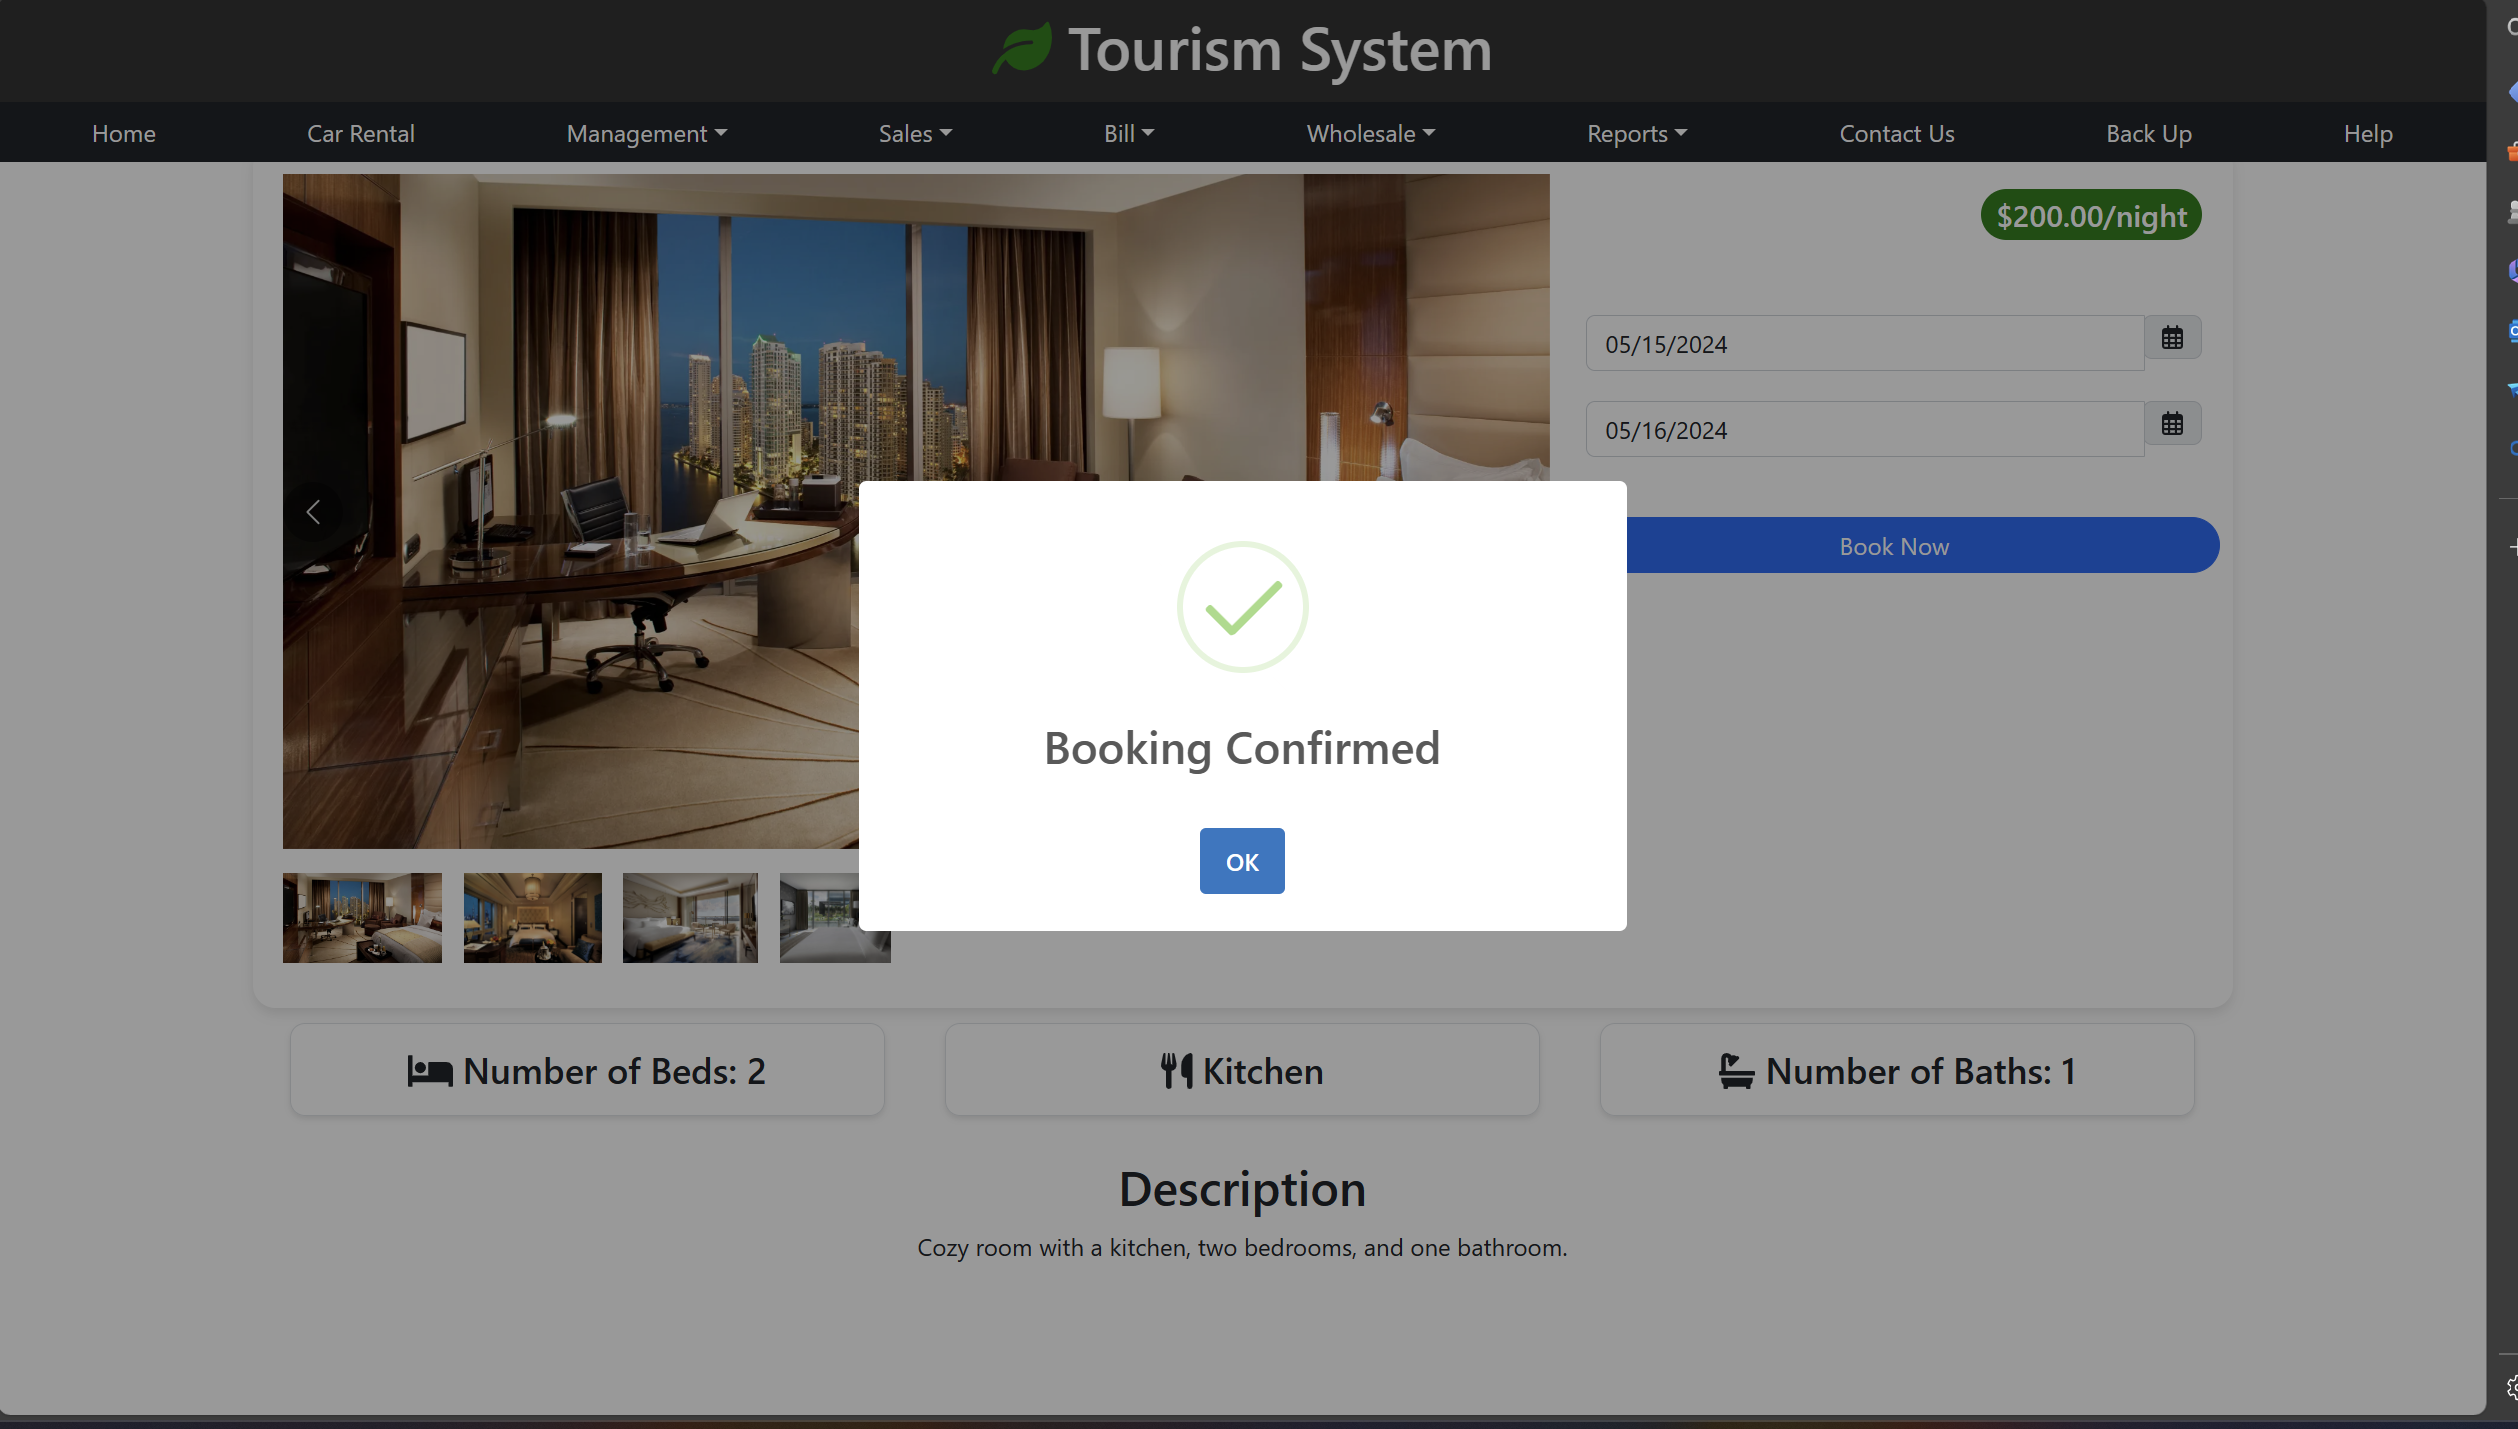 Tourism System
Home Car Rental Management Sales Bill Wholesale Reports Contact Us Back Up Help
$200.00/night
05/15/2024
05/16/2024
Book Now
Booking Confirmed
OK
Number of Beds: 2
Kitchen
Number of Baths: 1
Description
Cozy room with a kitchen, two bedrooms, and one bathroom.